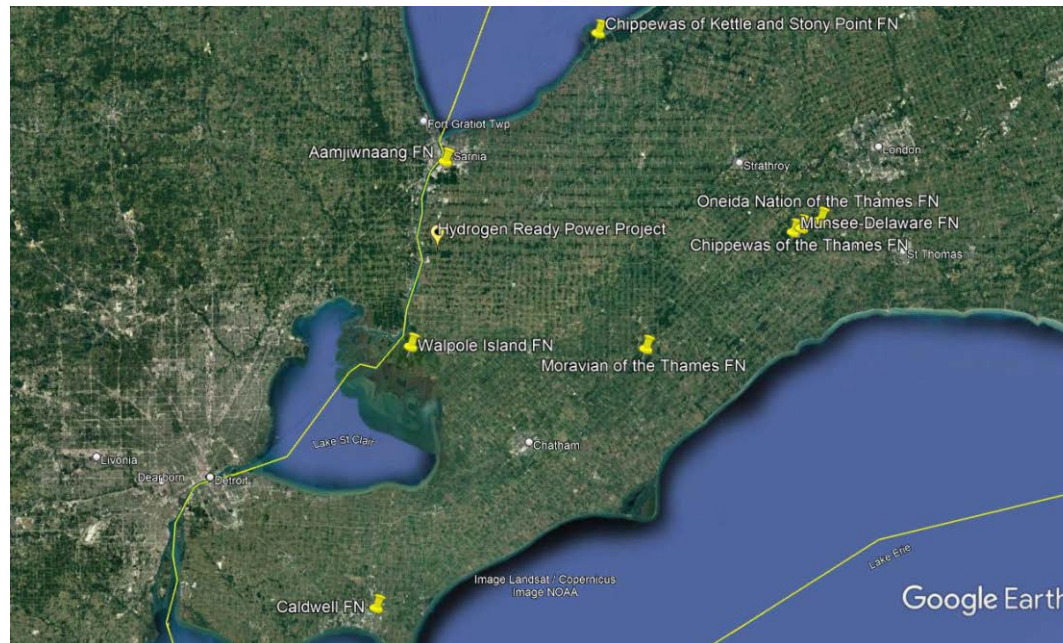 Chippewas of Kettle and Stony Point FN
Fort Gratiot Twp
Aamjiwnaang FN
Sarnia
London
Strathroy
Oneida Nation of the Thames FN
Hydrogen Ready Power Project
Munsee-Delaware FN
Chippewas of the Thames FN
St Thomas
Walpole Island FN
Moravian of the Thames FN
Lake St Clair
Chatham
Livonia
Dearborn
Detroit
Lake Erie
Image Landsat / Copernicus
Image NOAA
Caldwell FN
Google Earth